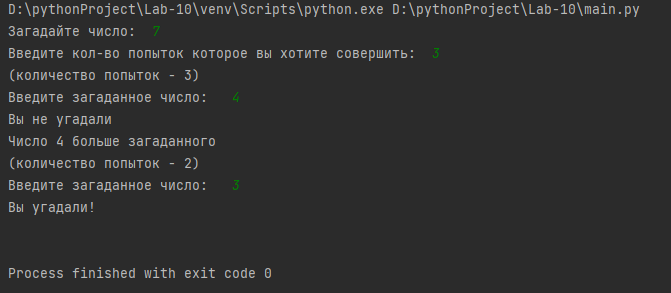 D:\pythonProject\Lab-10\venv\Scripts\python.exe D:\pythonProject\Lab-10\main.py
Загадайте число: 7
Введите кол-во попыток которое вы хотите совершить: 3
(количество попыток - 3)
Введите загаданное число: 4
Вы не угадали
Число 4 больше загаданного
(количество попыток - 2)
Введите загаданное число: 3
Вы угадали!
Process finished with exit code 0